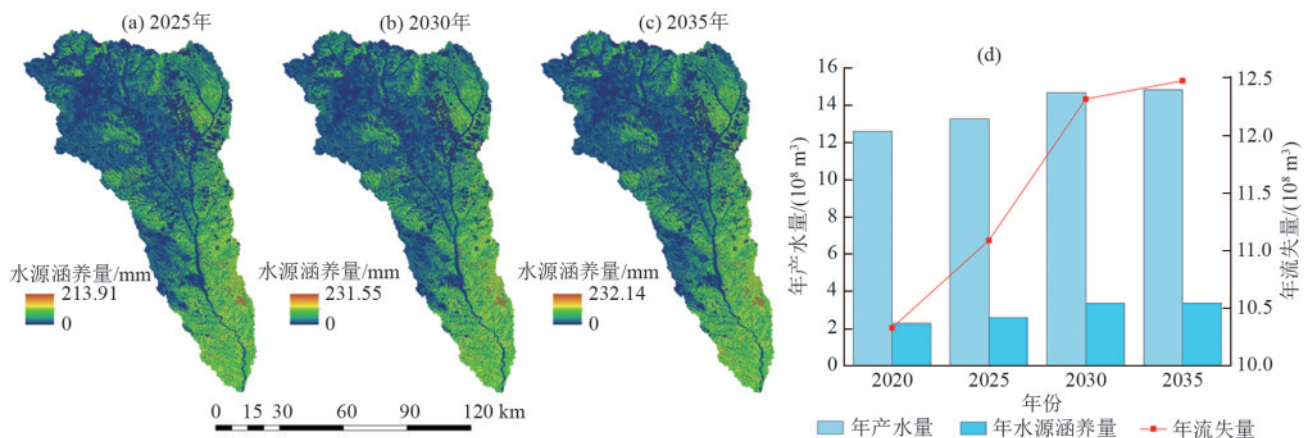 (a) 2025年
(b) 2030年
(c) 2035年
水源涵养量/mm
213.91
0
水源涵养量/mm
231.55
0
水源涵养量/mm
232.14
0
0 15 30 60 90 120 km
(d)
16
14
12
10
8
6
4
2
0
年产水量/(10⁸ m³)
12.5
12.0
11.5
11.0
10.5
10.0
年流失量/(10⁸ m³)
2020 2025 2030 2035
年份
年产水量 年水源涵养量 年流失量